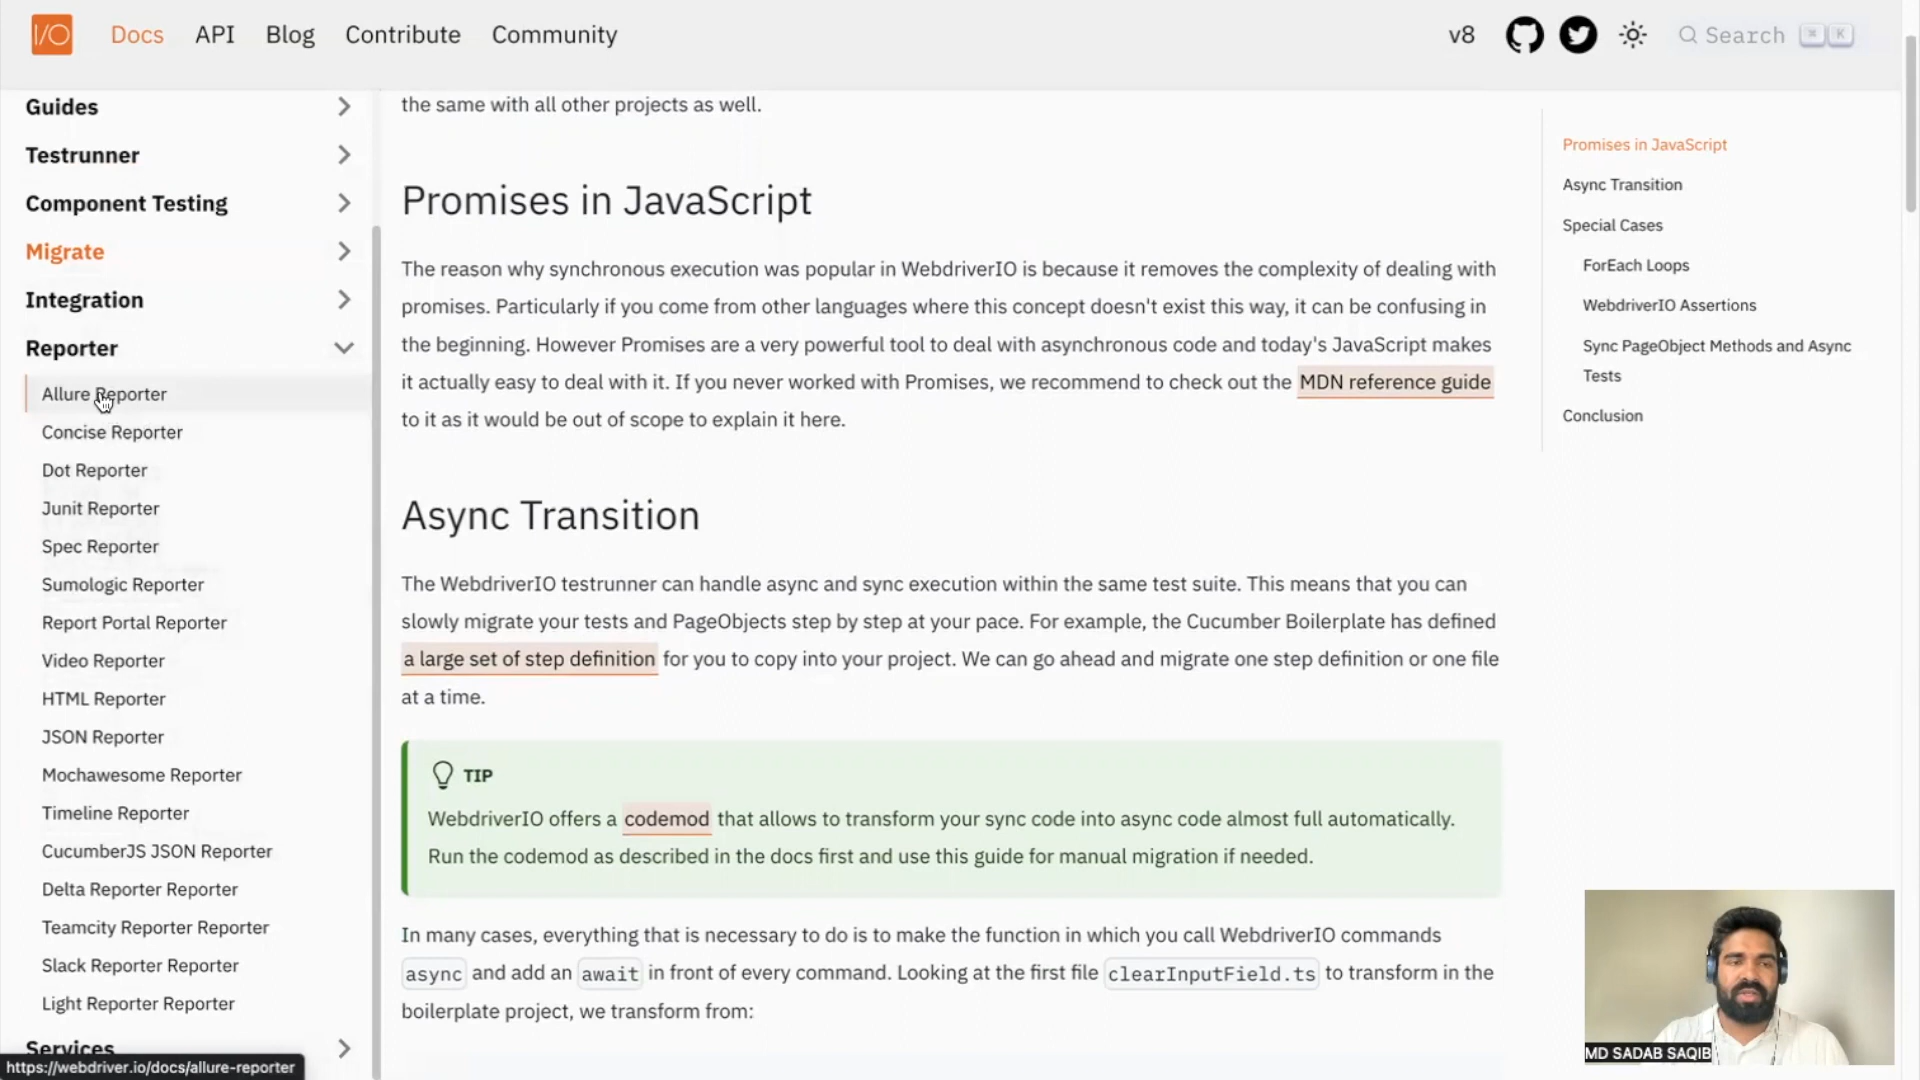 I/O Docs API Blog Contribute Community v8 Search ⌘ K
Guides
Testrunner
Component Testing
Migrate
Integration
Reporter
Allure Reporter
Concise Reporter
Dot Reporter
Junit Reporter
Spec Reporter
Sumologic Reporter
Report Portal Reporter
Video Reporter
HTML Reporter
JSON Reporter
Mochawesome Reporter
Timeline Reporter
CucumberJS JSON Reporter
Delta Reporter Reporter
Teamcity Reporter Reporter
Slack Reporter Reporter
Light Reporter Reporter
Services
https://webdriver.io/docs/allure-reporter
the same with all other projects as well.
Promises in JavaScript
The reason why synchronous execution was popular in WebdriverIO is because it removes the complexity of dealing with
promises. Particularly if you come from other languages where this concept doesn't exist this way, it can be confusing in
the beginning. However Promises are a very powerful tool to deal with asynchronous code and today's JavaScript makes
it actually easy to deal with it. If you never worked with Promises, we recommend to check out the MDN reference guide
to it as it would be out of scope to explain it here.
Async Transition
The WebdriverIO testrunner can handle async and sync execution within the same test suite. This means that you can
slowly migrate your tests and PageObjects step by step at your pace. For example, the Cucumber Boilerplate has defined
a large set of step definition for you to copy into your project. We can go ahead and migrate one step definition or one file
at a time.
TIP
WebdriverIO offers a codemod that allows to transform your sync code into async code almost full automatically.
Run the codemod as described in the docs first and use this guide for manual migration if needed.
In many cases, everything that is necessary to do is to make the function in which you call WebdriverIO commands
async and add an await in front of every command. Looking at the first file clearInputField.ts to transform in the
boilerplate project, we transform from:
Promises in JavaScript
Async Transition
Special Cases
ForEach Loops
WebdriverIO Assertions
Sync PageObject Methods and Async
Tests
Conclusion
MD SADAB SAQIB